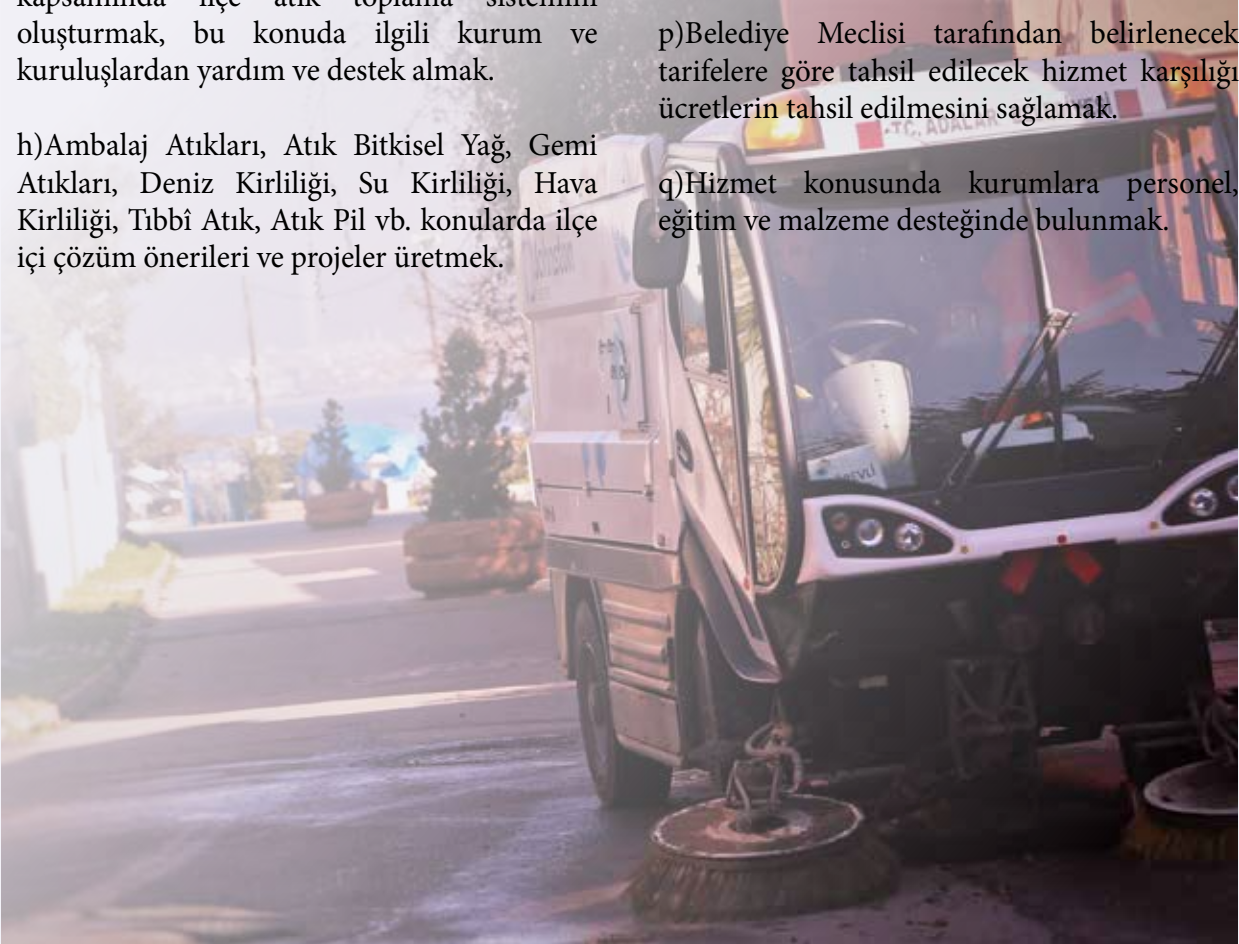 kapsamında ilçe atık toplama sistemini
oluşturmak, bu konuda ilgili kurum ve
kuruluşlardan yardım ve destek almak.
h)Ambalaj Atıkları, Atık Bitkisel Yağ, Gemi
Atıkları, Deniz Kirliliği, Su Kirliliği, Hava
Kirliliği, Tıbbî Atık, Atık Pil vb. konularda ilçe
içi çözüm önerileri ve projeler üretmek.
p)Belediye Meclisi tarafından belirlenecek
tarifelere göre tahsil edilecek hizmet karşılığı
ücretlerin tahsil edilmesini sağlamak.
q)Hizmet konusunda kurumlara personel,
eğitim ve malzeme desteğinde bulunmak.
T.C. ADALAR
Johnston